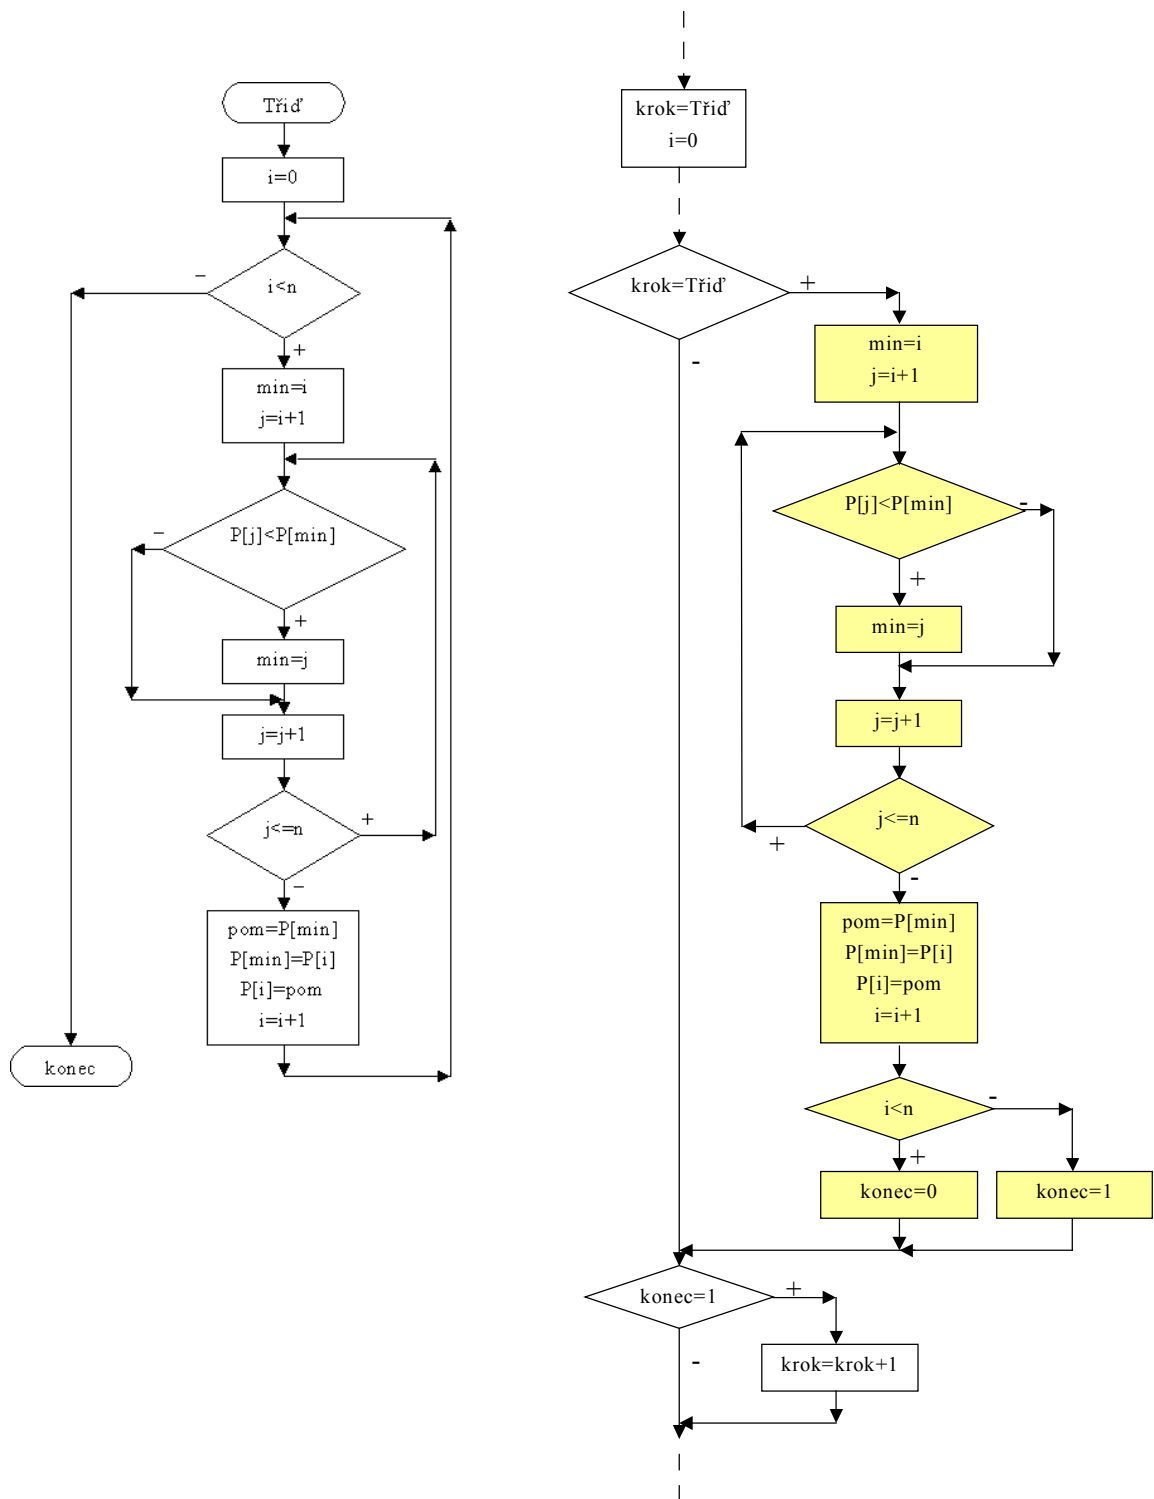 Třiď
i=0
i<n
–
+
min=i
j=i+1
P[j]<P[min]
–
+
min=j
j=j+1
j<=n
+
–
pom=P[min]
P[min]=P[i]
P[i]=pom
i=i+1
konec
krok=Třiď
i=0
krok=Třiď
+
-
min=i
j=i+1
P[j]<P[min]
-
+
min=j
j=j+1
j<=n
+
-
pom=P[min]
P[min]=P[i]
P[i]=pom
i=i+1
i<n
-
+
konec=0
konec=1
konec=1
+
-
krok=krok+1